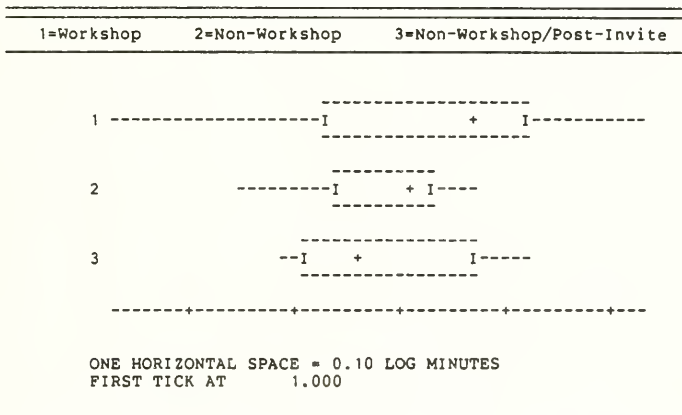 1=Workshop 2=Non-Workshop 3=Non-Workshop/Post-Invite
1 --------------------I + I-----------
2 ---------I + I----
3 --I + I-----
-------+---------+---------+---------+---------+---
ONE HORIZONTAL SPACE = 0.10 LOG MINUTES
FIRST TICK AT 1.000